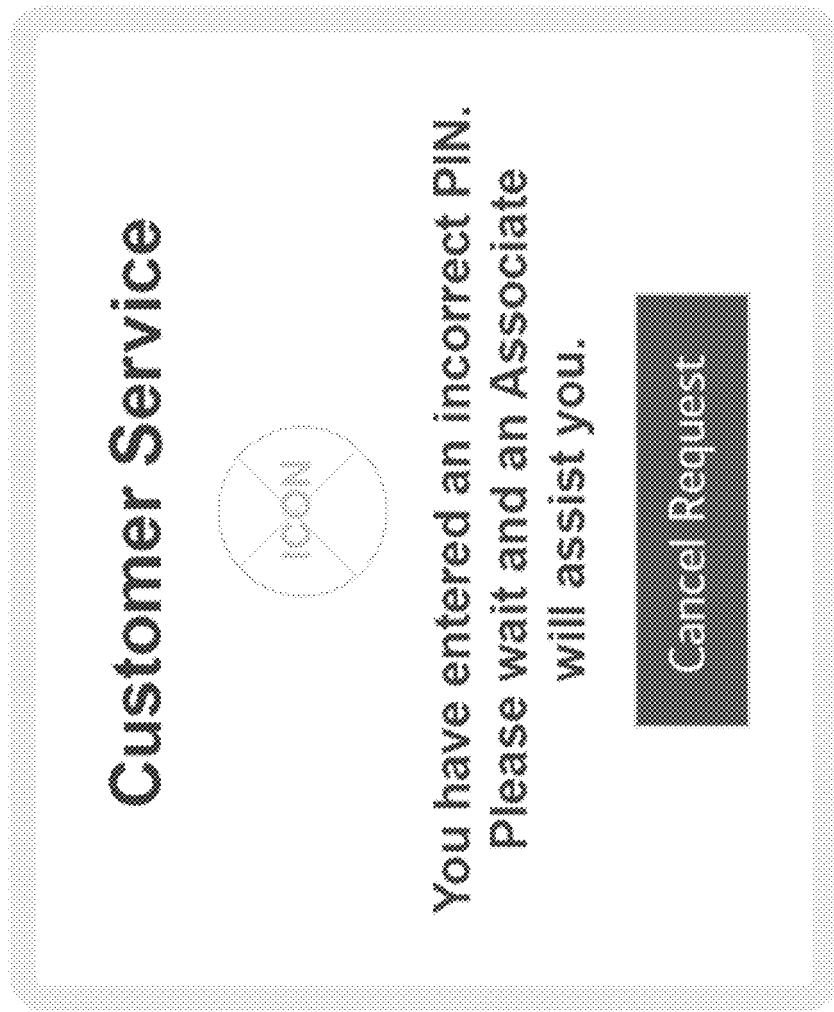 Customer Service
ICON
You have entered an incorrect PIN.
Please wait and an Associate
will assist you.
Cancel Request